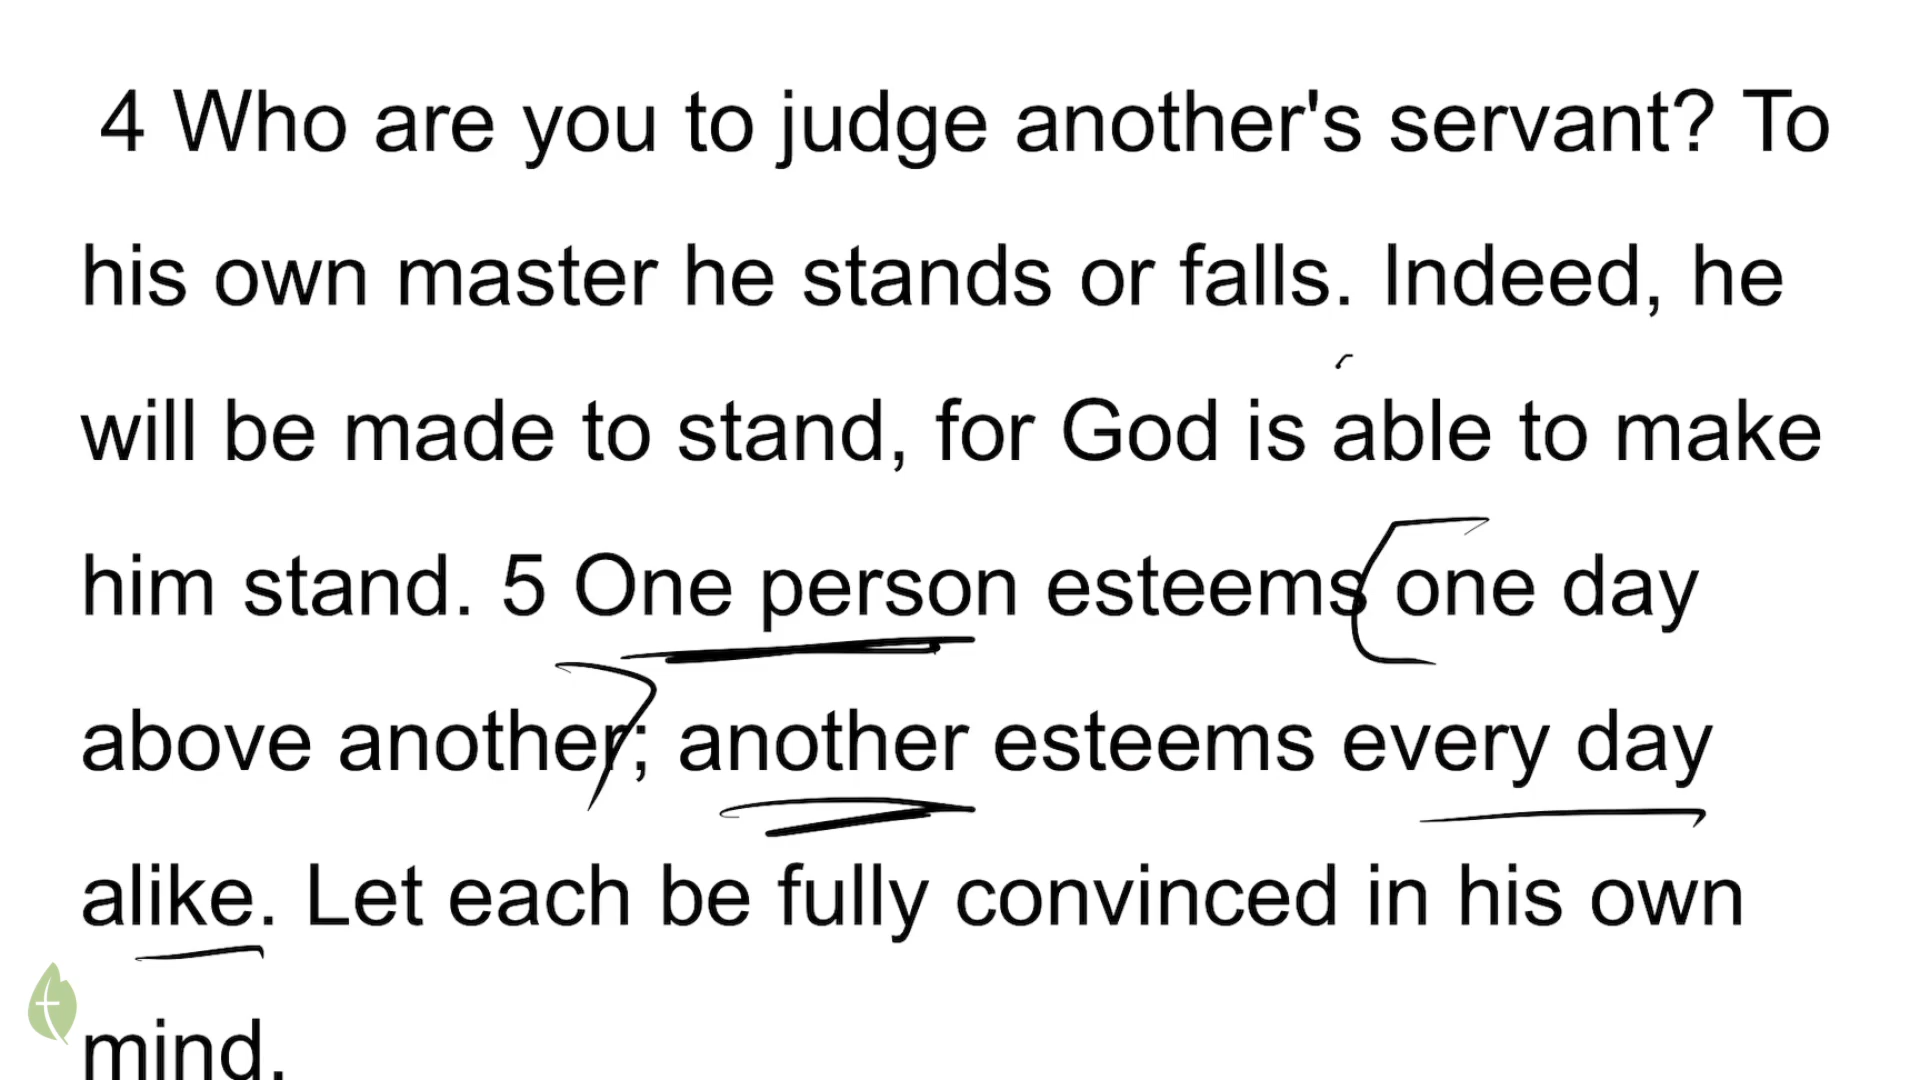 4 Who are you to judge another's servant? To
his own master he stands or falls. Indeed, he
will be made to stand, for God is able to make
him stand. 5 One person esteems one day
above another; another esteems every day
alike. Let each be fully convinced in his own
mind.